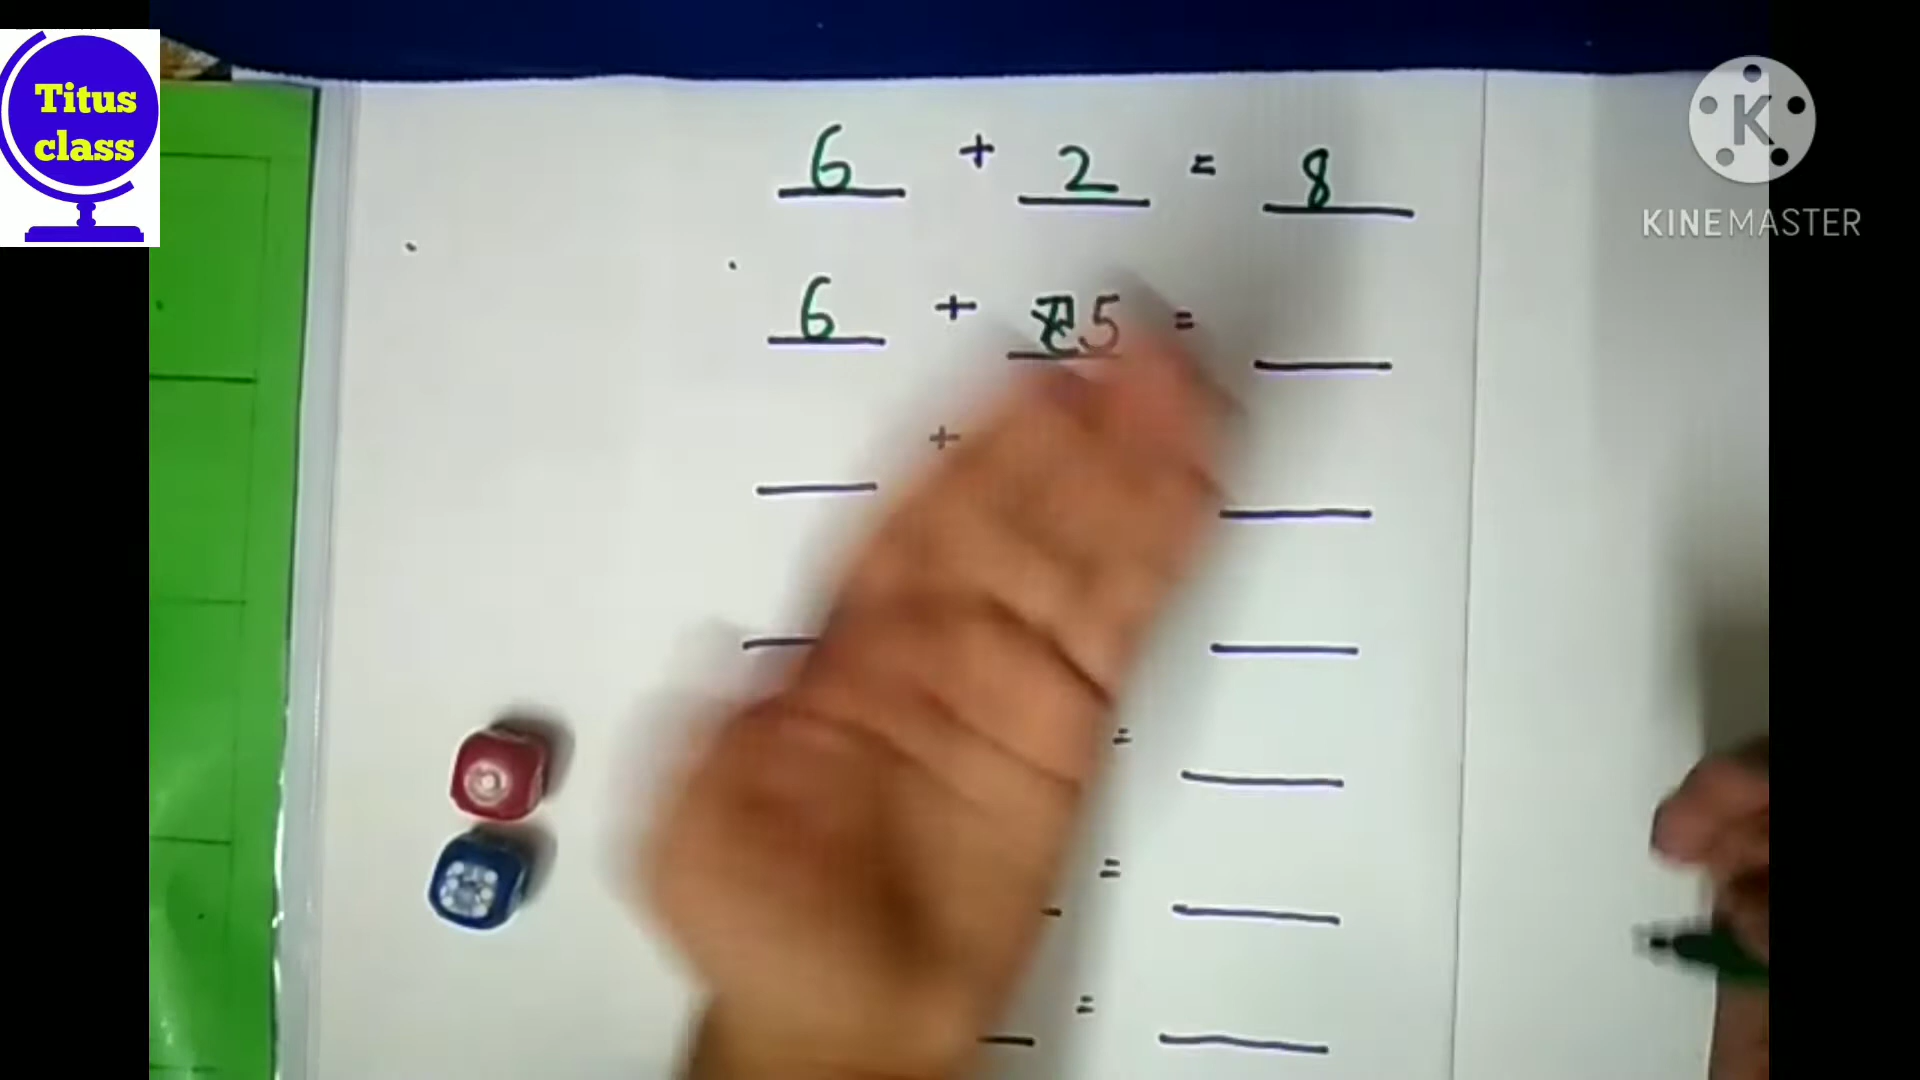 Titus
class
KINEMASTER
6 + 2 = 8
6 + 5 =
+
=
=
=